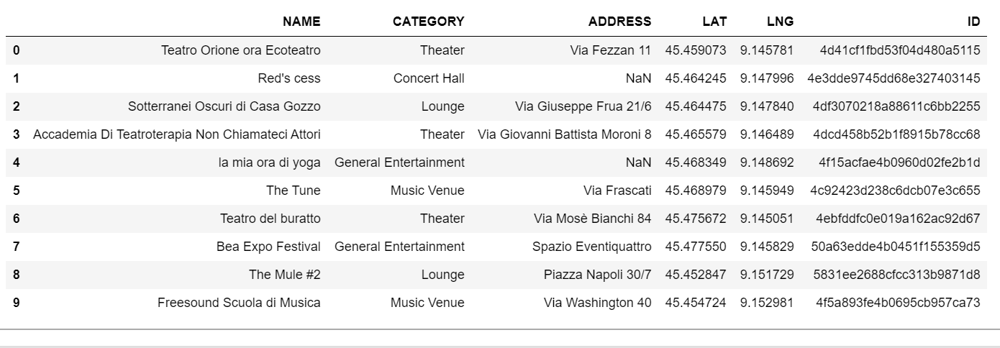 NAME CATEGORY ADDRESS LAT LNG ID
0 Teatro Orione ora Ecoteatro Theater Via Fezzan 11 45.459073 9.145781 4d41cf1fbd53f04d480a5115
1 Red's cess Concert Hall NaN 45.464245 9.147996 4e3dde9745dd68e327403145
2 Sotterranei Oscuri di Casa Gozzo Lounge Via Giuseppe Frua 21/6 45.464475 9.147840 4df3070218a88611c6bb2255
3 Accademia Di Teatroterapia Non Chiamateci Attori Theater Via Giovanni Battista Moroni 8 45.465579 9.146489 4dcd458b52b1f8915b78cc68
4 la mia ora di yoga General Entertainment NaN 45.468349 9.148692 4f15acfae4b0960d02fe2b1d
5 The Tune Music Venue Via Frascati 45.468979 9.145949 4c92423d238c6dcb07e3c655
6 Teatro del buratto Theater Via Mosè Bianchi 84 45.475672 9.145051 4ebfddfc0e019a162ac92d67
7 Bea Expo Festival General Entertainment Spazio Eventiquattro 45.477550 9.145829 50a63edde4b0451f155359d5
8 The Mule #2 Lounge Piazza Napoli 30/7 45.452847 9.151729 5831ee2688cfcc313b9871d8
9 Freesound Scuola di Musica Music Venue Via Washington 40 45.454724 9.152981 4f5a893fe4b0695cb957ca73